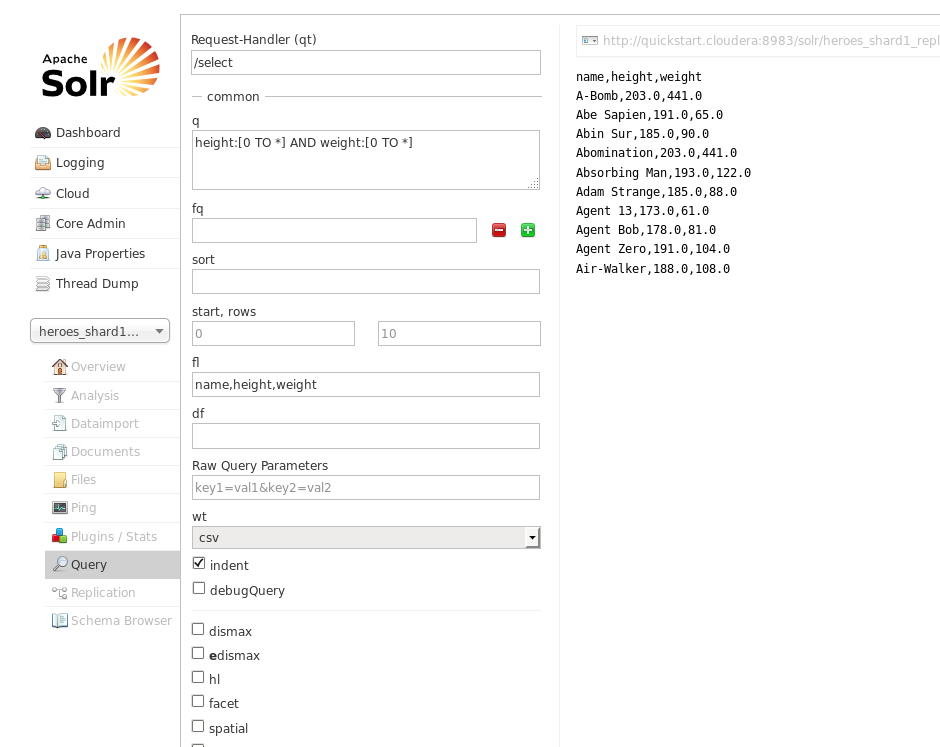 Apache
Solr
Dashboard
Logging
Cloud
Core Admin
Java Properties
Thread Dump
heroes_shard1...
Overview
Analysis
Dataimport
Documents
Files
Ping
Plugins / Stats
Query
Replication
Schema Browser
Request-Handler (qt)
/select
common
q
height:[0 TO *] AND weight:[0 TO *]
fq
sort
start, rows
0 10
fl
name,height,weight
df
Raw Query Parameters
key1=val1&key2=val2
wt
csv
indent
debugQuery
dismax
edismax
hl
facet
spatial
http://quickstart.cloudera:8983/solr/heroes_shard1_repl
name,height,weight
A-Bomb,203.0,441.0
Abe Sapien,191.0,65.0
Abin Sur,185.0,90.0
Abomination,203.0,441.0
Absorbing Man,193.0,122.0
Adam Strange,185.0,88.0
Agent 13,173.0,61.0
Agent Bob,178.0,81.0
Agent Zero,191.0,104.0
Air-Walker,188.0,108.0